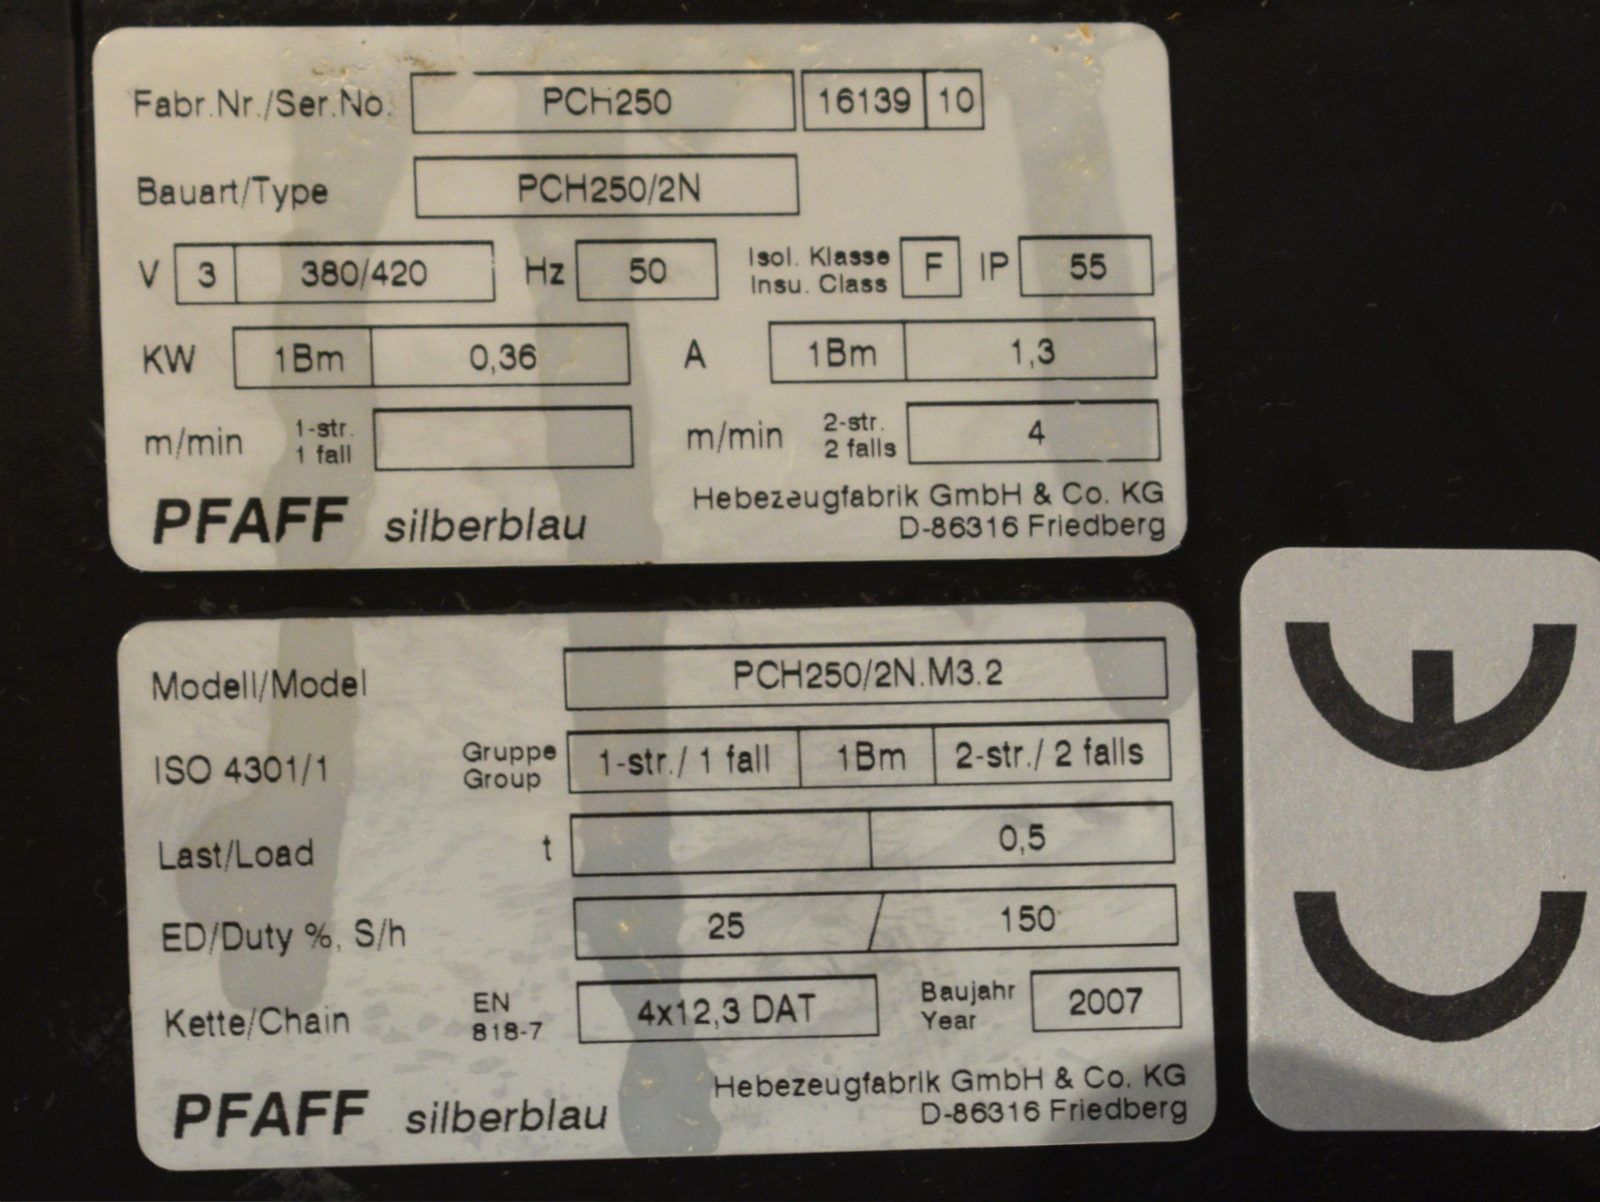 Fabr.Nr./Ser.No. PCH250 16139 10
Bauart/Type PCH250/2N
V 3 380/420 Hz 50 Isol. Klasse Insu. Class F IP 55
KW 1Bm 0,36 A 1Bm 1,3
m/min 1-str. 1 fall m/min 2-str. 2 falls 4
PFAFF silberblau
Hebezeugfabrik GmbH & Co. KG
D-86316 Friedberg
Modell/Model PCH250/2N.M3.2
ISO 4301/1 Gruppe Group 1-str./ 1 fall 1Bm 2-str./ 2 falls
Last/Load t 0,5
ED/Duty %, S/h 25 / 150
Kette/Chain EN 818-7 4x12,3 DAT Baujahr Year 2007
PFAFF silberblau
Hebezeugfabrik GmbH & Co. KG
D-86316 Friedberg
CE